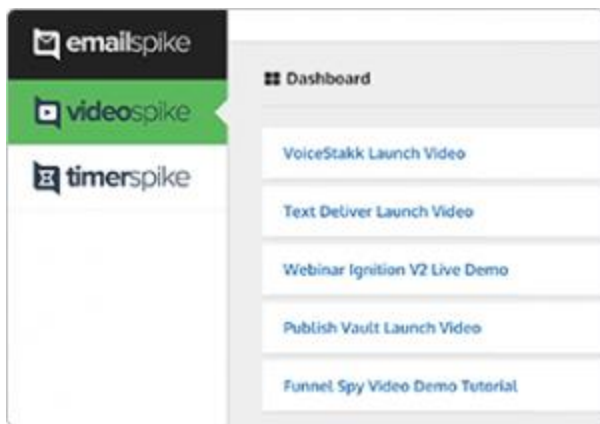 emailspike
videospike
timerspike
Dashboard
VoiceStakk Launch Video
Text Deliver Launch Video
Webinar Ignition V2 Live Demo
Publish Vault Launch Video
Funnel Spy Video Demo Tutorial